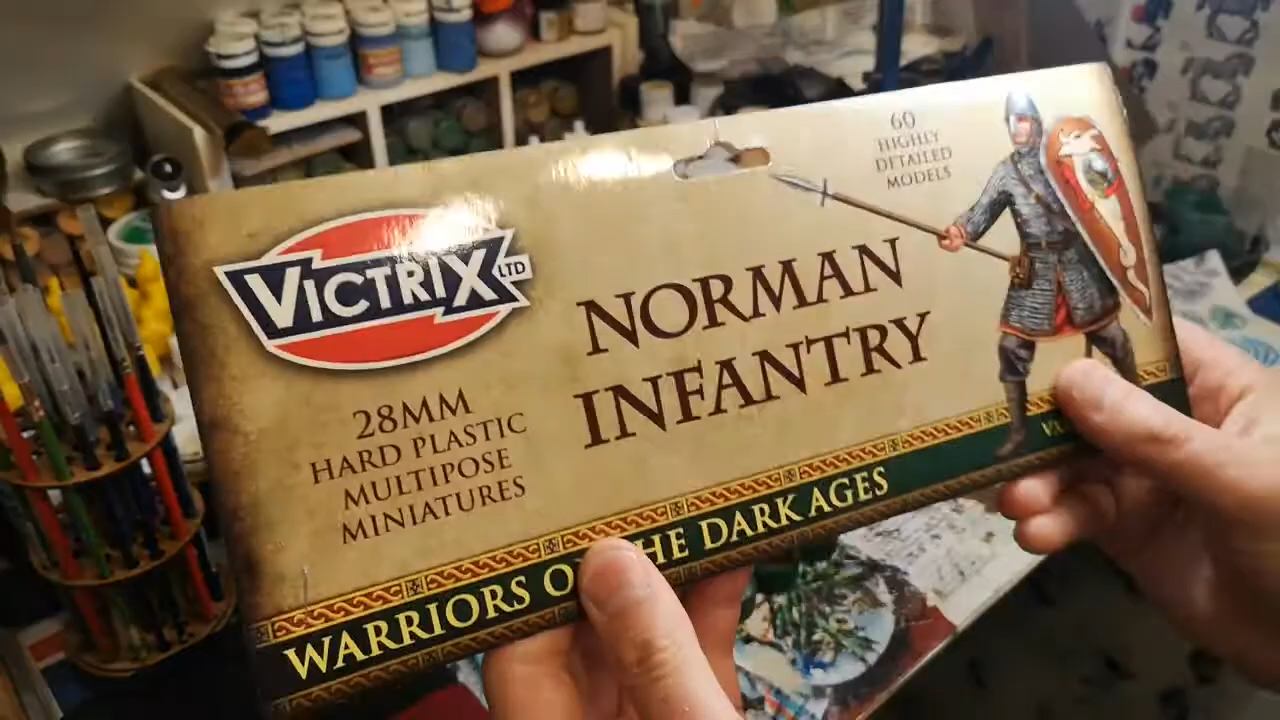 60
HIGHLY
DETAILED
MODELS
VICTRIX LTD
NORMAN
INFANTRY
28MM
HARD PLASTIC
MULTIPOSE
MINIATURES
WARRIORS O HE DARK AGES